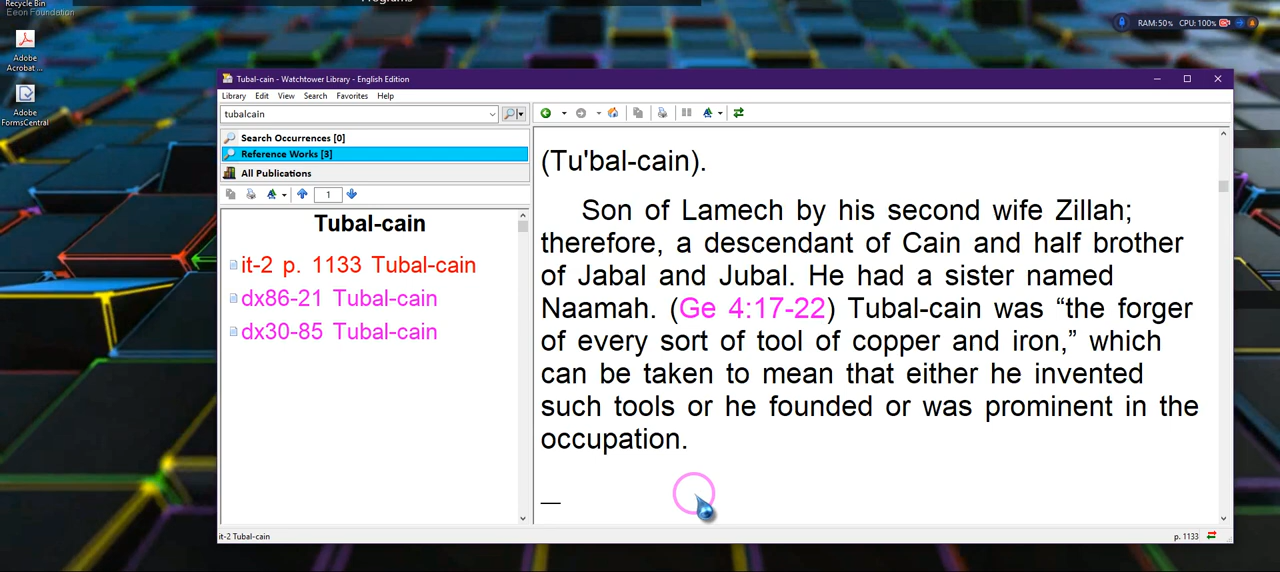 Recycle Bin
Eeon Foundation
Adobe
Acrobat ...
Adobe
FormsCentral
RAM:50% CPU:100%
Tubal-cain - Watchtower Library - English Edition
Library Edit View Search Favorites Help
tubalcain
Search Occurrences [0]
Reference Works [3]
All Publications
1
Tubal-cain
it-2 p. 1133 Tubal-cain
dx86-21 Tubal-cain
dx30-85 Tubal-cain
(Tu'bal-cain).
Son of Lamech by his second wife Zillah;
therefore, a descendant of Cain and half brother
of Jabal and Jubal. He had a sister named
Naamah. (Ge 4:17-22) Tubal-cain was “the forger
of every sort of tool of copper and iron,” which
can be taken to mean that either he invented
such tools or he founded or was prominent in the
occupation.
it-2 Tubal-cain
p. 1133